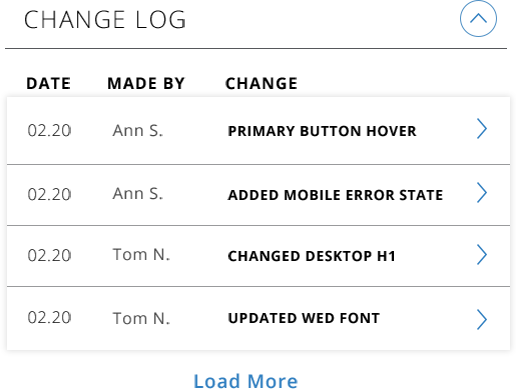 CHANGE LOG
DATE MADE BY CHANGE
02.20 Ann S. PRIMARY BUTTON HOVER
02.20 Ann S. ADDED MOBILE ERROR STATE
02.20 Tom N. CHANGED DESKTOP H1
02.20 Tom N. UPDATED WED FONT
Load More